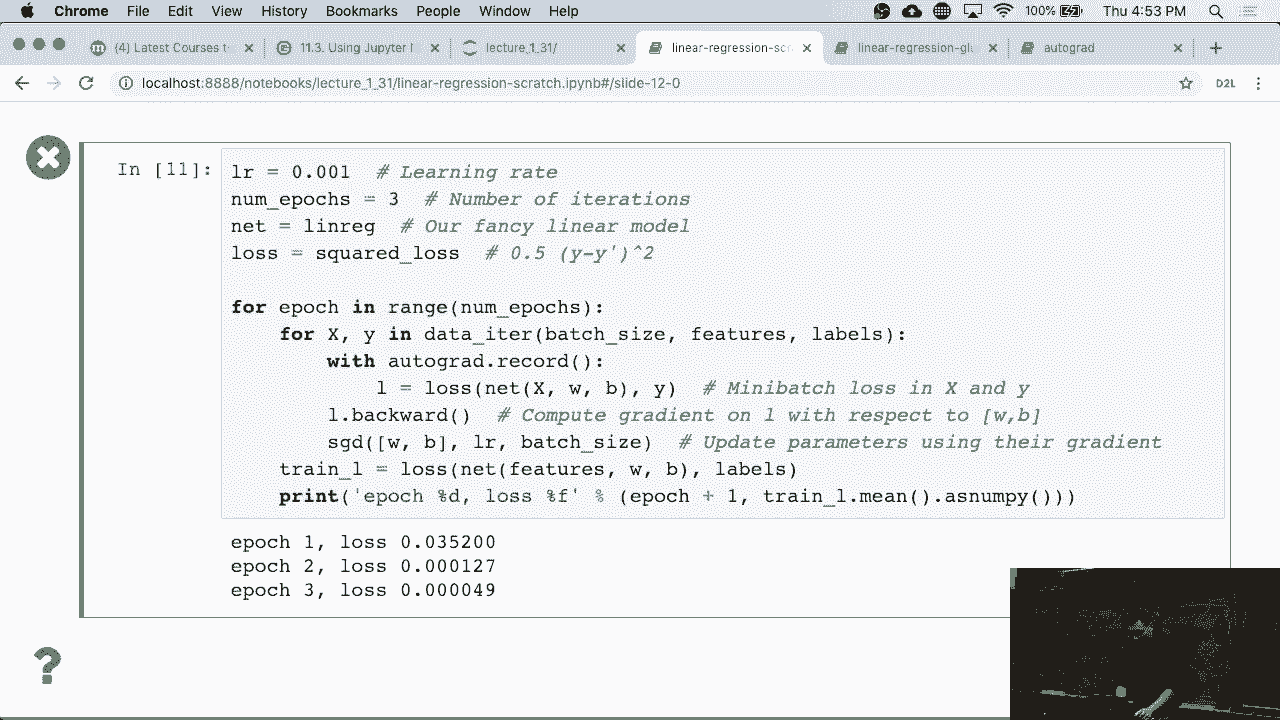 Chrome File Edit View History Bookmarks People Window Help 100% Thu 4:53 PM
(4) Latest Courses t 11.3. Using Jupyter lecture_1_31/ linear-regression-scr linear-regression-gl autograd
localhost:8888/notebooks/lecture_1_31/linear-regression-scratch.ipynb#/slide-12-0 D2L
In [11]: lr = 0.001  # Learning rate
num_epochs = 3  # Number of iterations
net = linreg  # Our fancy linear model
loss = squared_loss  # 0.5 (y-y')^2
for epoch in range(num_epochs):
    for X, y in data_iter(batch_size, features, labels):
        with autograd.record():
            l = loss(net(X, w, b), y)  # Minibatch loss in X and y
        l.backward()  # Compute gradient on l with respect to [w,b]
        sgd([w, b], lr, batch_size)  # Update parameters using their gradient
    train_l = loss(net(features, w, b), labels)
    print('epoch %d, loss %f' % (epoch + 1, train_l.mean().asnumpy()))
epoch 1, loss 0.035200
epoch 2, loss 0.000127
epoch 3, loss 0.000049